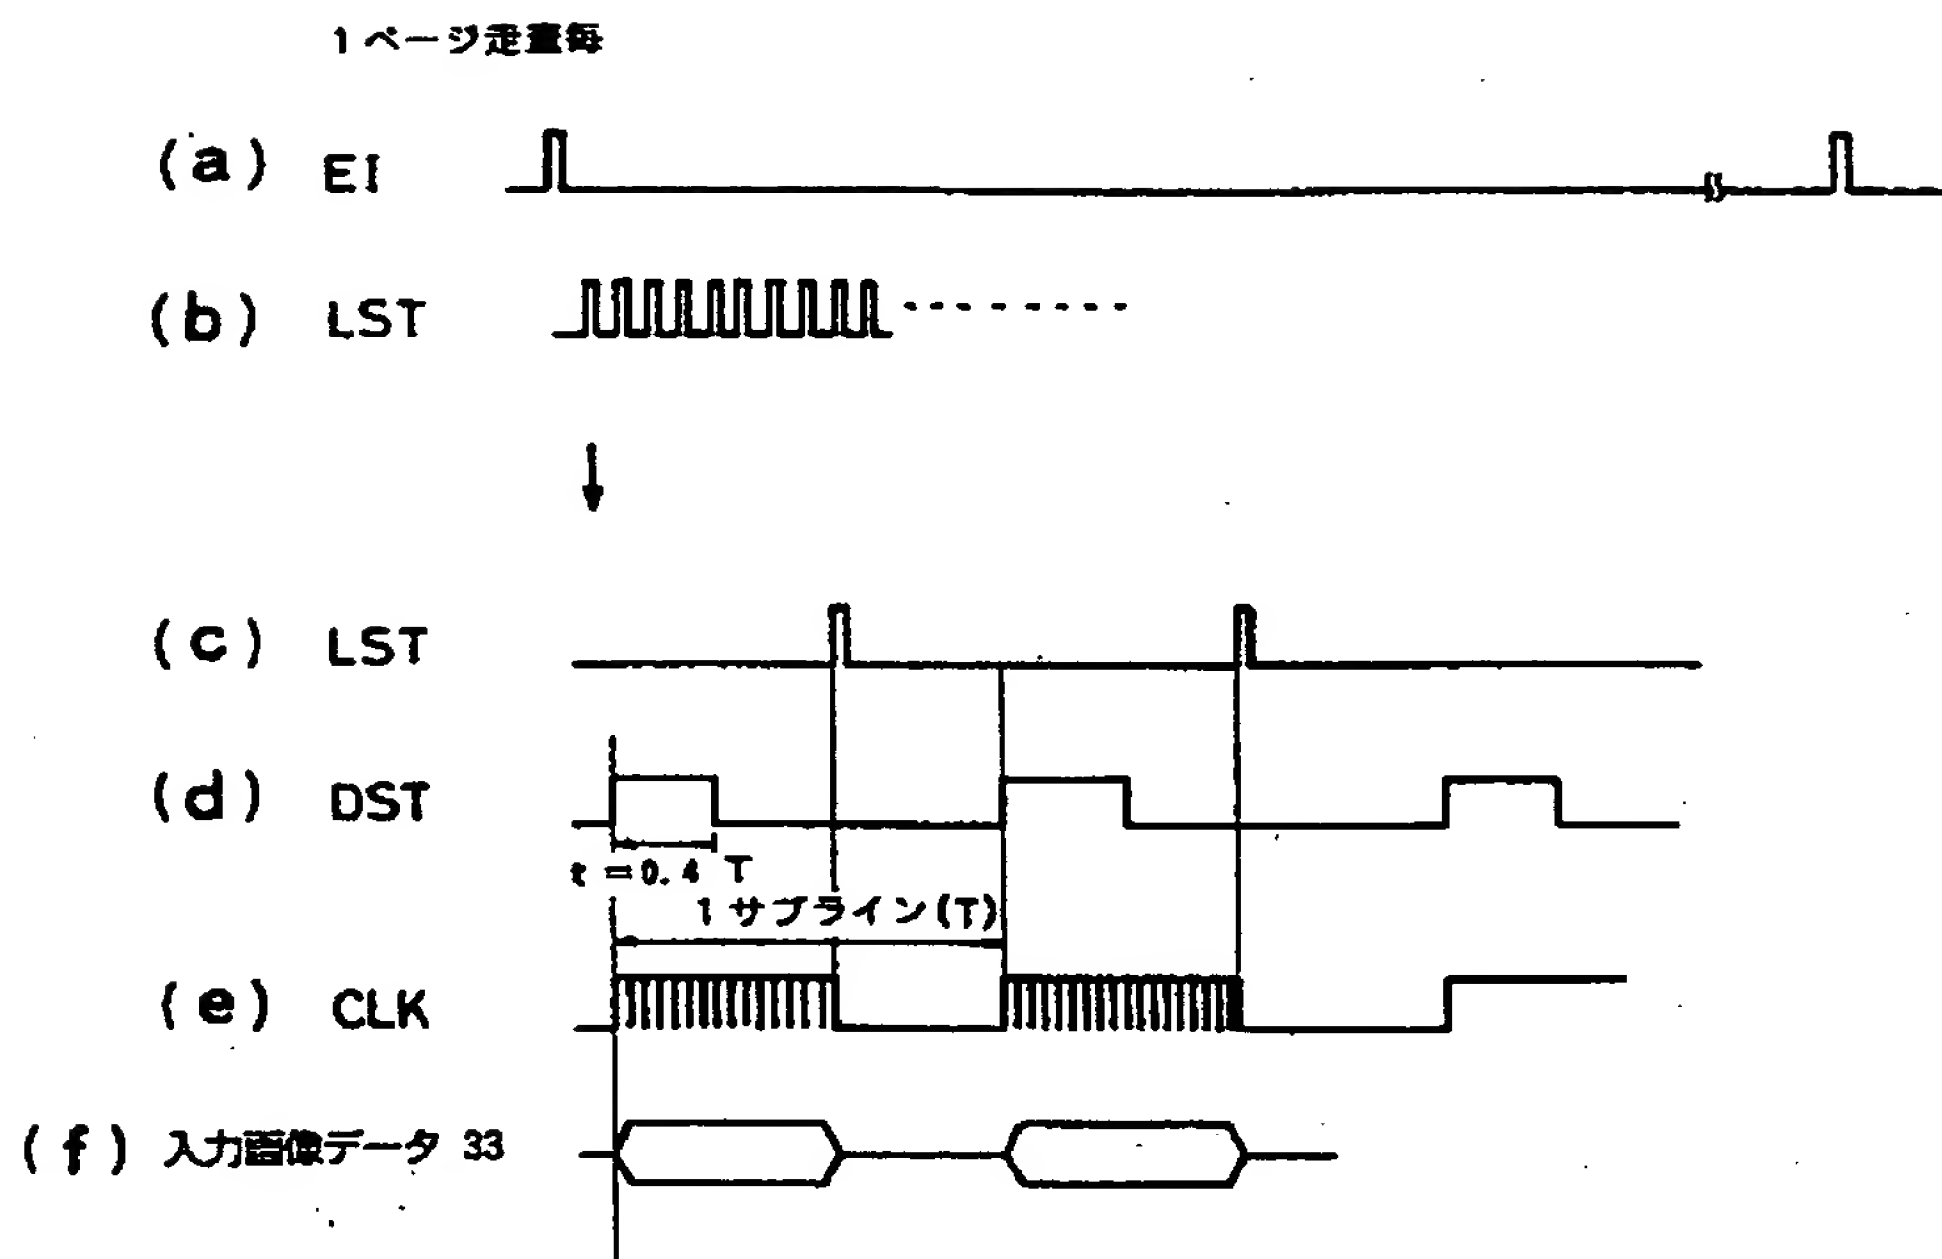 1ページ走査毎
(a) EI
(b) LST
(c) LST
(d) DST
t=0.4 T
1サブライン(T)
(e) CLK
(f) 入力画像データ 33